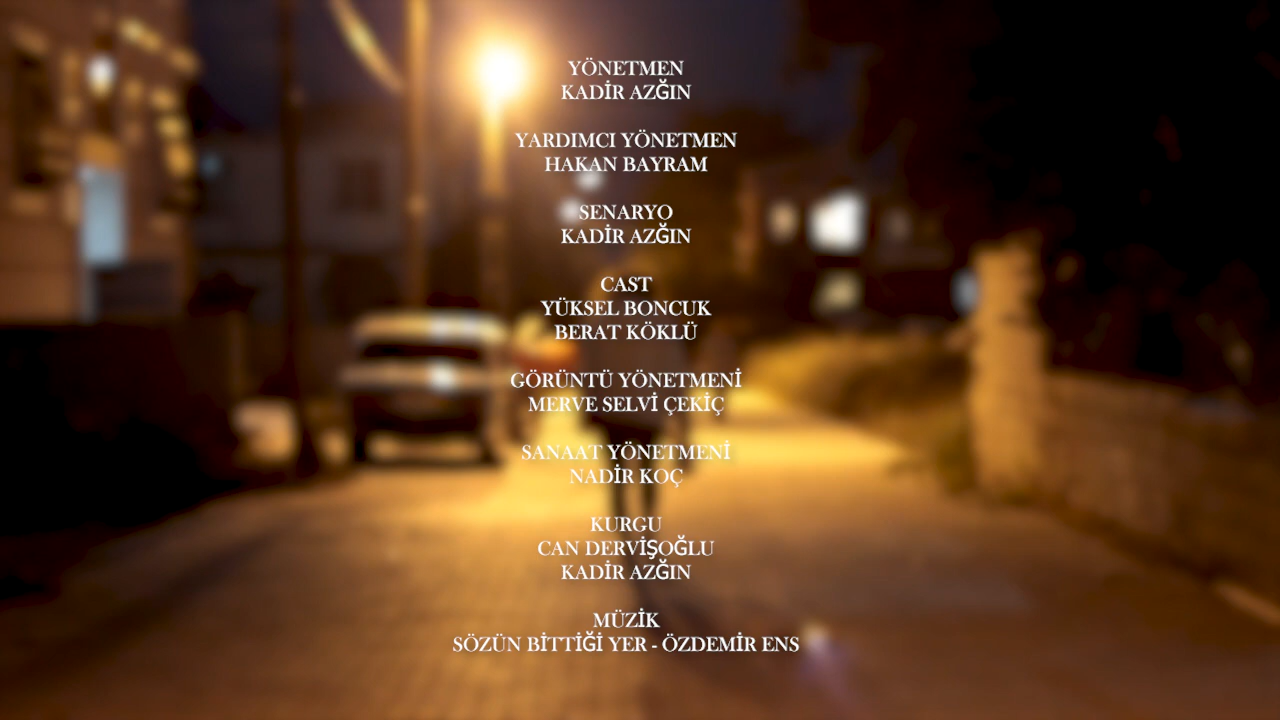 YÖNETMEN
KADİR AZĞIN
YARDIMCI YÖNETMEN
HAKAN BAYRAM
SENARYO
KADİR AZĞIN
CAST
YÜKSEL BONCUK
BERAT KÖKLÜ
GÖRÜNTÜ YÖNETMENİ
MERVE SELVİ ÇEKİÇ
SANAAT YÖNETMENİ
NADİR KOÇ
KURGU
CAN DERVİŞOĞLU
KADİR AZĞIN
MÜZİK
SÖZÜN BİTTİĞİ YER - ÖZDEMİR ENS